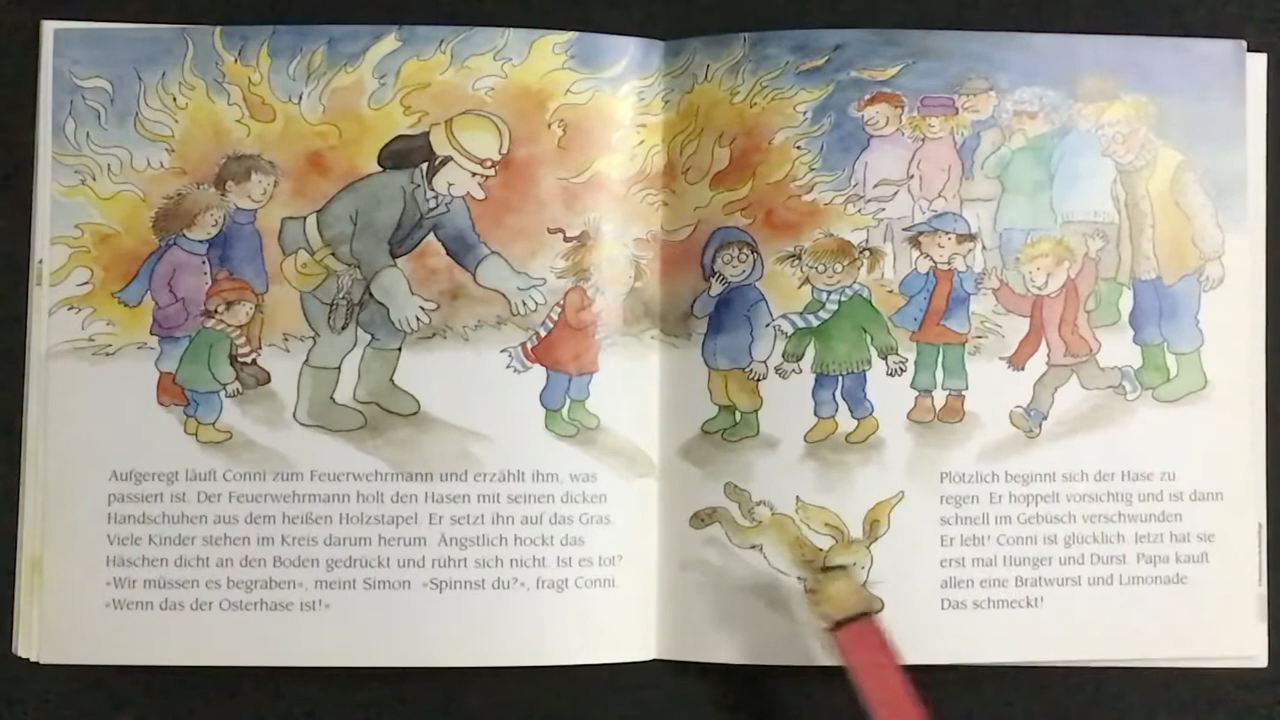 Aufgeregt läuft Conni zum Feuerwehrmann und erzählt ihm, was
passiert ist. Der Feuerwehrmann holt den Hasen mit seinen dicken
Handschuhen aus dem heißen Holzstapel. Er setzt ihn auf das Gras.
Viele Kinder stehen im Kreis darum herum. Ängstlich hockt das
Häschen dicht an den Boden gedrückt und rührt sich nicht. Ist es tot?
»Wir müssen es begraben«, meint Simon. »Spinnst du?«, fragt Conni.
»Wenn das der Osterhase ist!«
Plötzlich beginnt sich der Hase zu
regen. Er hoppelt vorsichtig und ist dann
schnell im Gebüsch verschwunden.
Er lebt! Conni ist glücklich. Jetzt hat sie
erst mal Hunger und Durst. Papa kauft
allen eine Bratwurst und Limonade.
Das schmeckt!